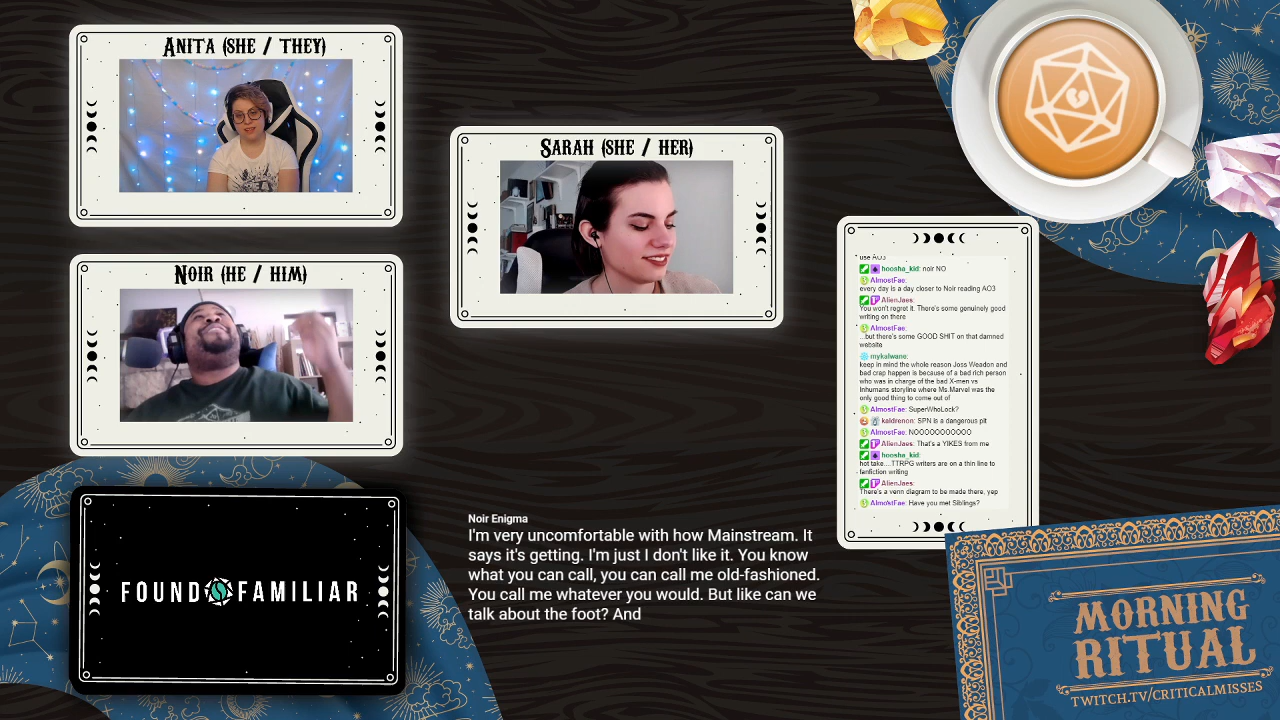 ANITA (SHE / THEY)
SARAH (SHE / HER)
NOIR (HE / HIM)
use AO3
hoosha_kid: noir NO
AlmostFae:
every day is a day closer to Noir reading AO3
AlienJaes:
You won't regret it. There's some genuinely good
writing on there
AlmostFae:
...but there's some GOOD SHIT on that damned
website
mykalwane:
keep in mind the whole reason Joss Weadon and
bad crap happen is because of a bad rich person
who was in charge of the bad X-men vs
Inhumans storyline where Ms.Marvel was the
only good thing to come out of
AlmostFae: SuperWhoLock?
kaldrenon: SPN is a dangerous pit
AlmostFae: NOOOOOOOOOOO
AlienJaes: That's a YIKES from me
hoosha_kid:
hot take...TTRPG writers are on a thin line to
fanfiction writing
AlienJaes:
There's a venn diagram to be made there, yep
AlmostFae: Have you met Siblings?
FOUND FAMILIAR
Noir Enigma
I'm very uncomfortable with how Mainstream. It
says it's getting. I'm just I don't like it. You know
what you can call, you can call me old-fashioned.
You call me whatever you would. But like can we
talk about the foot? And
MORNING
RITUAL
TWITCH.TV/CRITICALMISSES